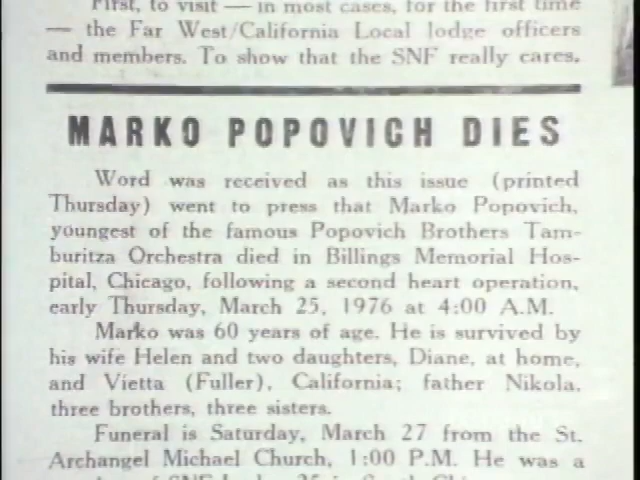 First, to visit — in most cases, for the first time
— the Far West/California Local lodge officers
and members. To show that the SNF really cares.
MARKO POPOVICH DIES
Word was received as this issue (printed
Thursday) went to press that Marko Popovich,
youngest of the famous Popovich Brothers Tam-
buritza Orchestra died in Billings Memorial Hos-
pital, Chicago, following a second heart operation,
early Thursday, March 25, 1976 at 4:00 A.M.
Marko was 60 years of age. He is survived by
his wife Helen and two daughters, Diane, at home,
and Vietta (Fuller), California; father Nikola,
three brothers, three sisters.
Funeral is Saturday, March 27 from the St.
Archangel Michael Church, 1:00 P.M. He was a